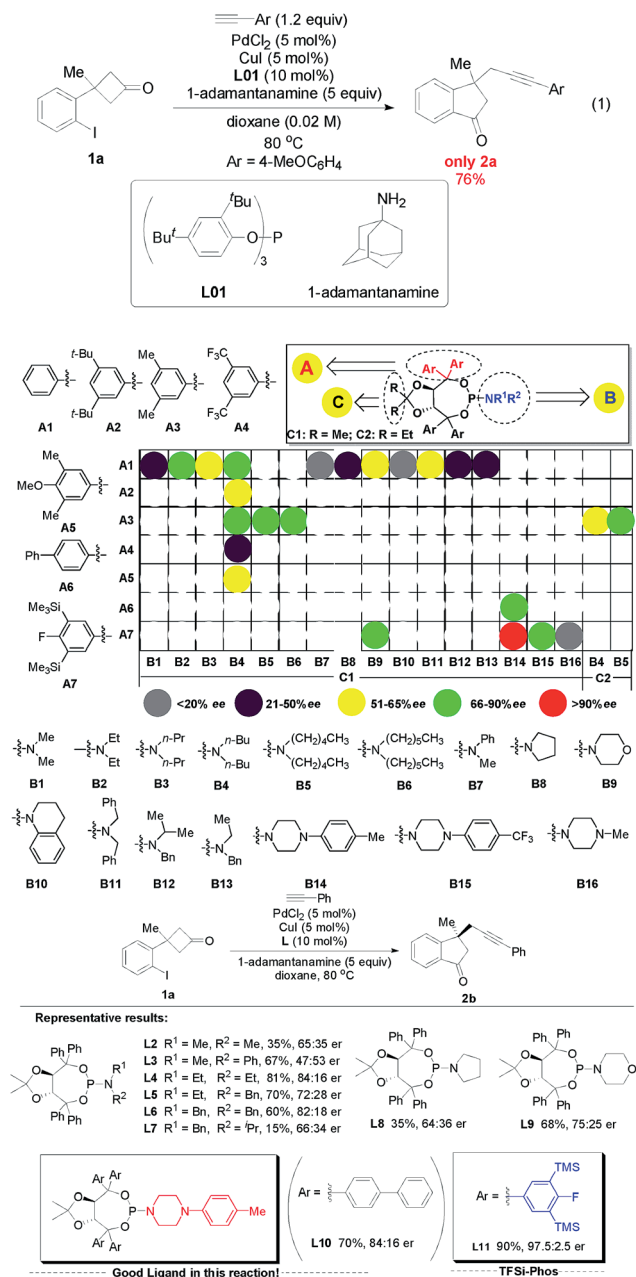 ≡—Ar (1.2 equiv)
PdCl2 (5 mol%)
CuI (5 mol%)
L01 (10 mol%)
1-adamantanamine (5 equiv)
dioxane (0.02 M)
80 °C
Ar = 4-MeOC6H4
Me
O
I
1a
Me
Ar
O
only 2a
76%
(1)
tBu
But
O
P
3
L01
NH2
1-adamantanamine
A1
t-Bu
t-Bu
A2
Me
Me
A3
F3C
F3C
A4
A
C
B
Ar Ar
R
R
O
O
O
O
P
NR1R2
Ar Ar
C1: R = Me; C2: R = Et
Me
MeO
Me
A5
Ph
A6
Me3Si
F
Me3Si
A7
A1
A2
A3
A4
A5
A6
A7
B1 B2 B3 B4 B5 B6 B7 B8 B9 B10 B11 B12 B13 B14 B15 B16 B4 B5
C1 C2
<20% ee 21-50%ee 51-65%ee 66-90%ee >90%ee
N Me Me
B1
N Et Et
B2
N n-Pr n-Pr
B3
N n-Bu n-Bu
B4
N (CH2)4CH3 (CH2)4CH3
B5
N (CH2)5CH3 (CH2)5CH3
B6
N Ph Me
B7
N
B8
N O
B9
N
B10
Ph N Ph
B11
Me N Me Bn
B12
N Bn
B13
N N Me
B14
N N CF3
B15
N N Me
B16
≡—Ph
PdCl2 (5 mol%)
CuI (5 mol%)
L (10 mol%)
1-adamantanamine (5 equiv)
dioxane, 80 °C
Me
O
I
1a
Me
Ph
O
2b
Representative results:
Ph Ph
O
O
O
O
P
N
R1
R2
Ph Ph
L2 R1 = Me, R2 = Me, 35%, 65:35 er
L3 R1 = Me, R2 = Ph, 67%, 47:53 er
L4 R1 = Et, R2 = Et, 81%, 84:16 er
L5 R1 = Et, R2 = Bn, 70%, 72:28 er
L6 R1 = Bn, R2 = Bn, 60%, 82:18 er
L7 R1 = Bn, R2 = iPr, 15%, 66:34 er
Ph Ph
O
O
O
O
P
N
Ph Ph
L8 35%, 64:36 er
Ph Ph
O
O
O
O
P
N
O
Ph Ph
L9 68%, 75:25 er
Ar Ar
O
O
O
O
P
N
N
Me
Ar Ar
Good Ligand in this reaction!
Ar =
L10 70%, 84:16 er
Ar =
TMS
F
TMS
L11 90%, 97.5:2.5 er
TFSi-Phos